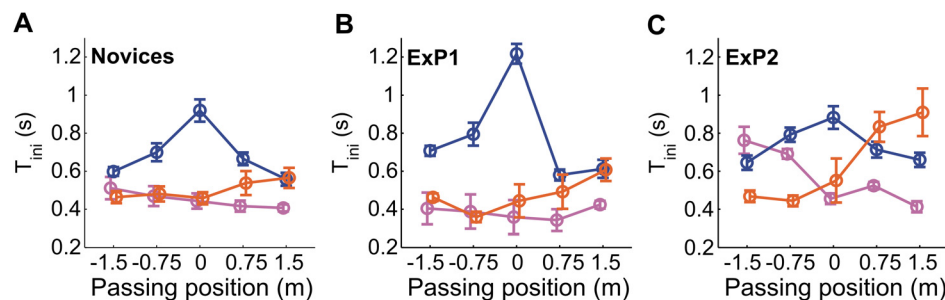 A
Novices
T_ini (s)
1.2
1
0.8
0.6
0.4
0.2
-1.5 -0.75 0 0.75 1.5
Passing position (m)
B
ExP1
T_ini (s)
1.2
1
0.8
0.6
0.4
0.2
-1.5 -0.75 0 0.75 1.5
Passing position (m)
C
ExP2
T_ini (s)
1.2
1
0.8
0.6
0.4
0.2
-1.5 -0.75 0 0.75 1.5
Passing position (m)